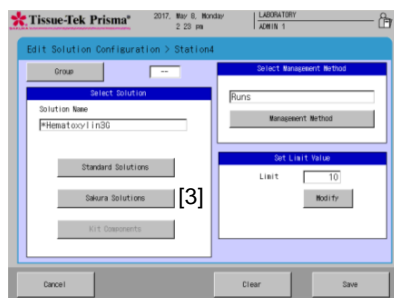 Tissue-Tek Prisma®
2017, May 8, Monday
2 23 pm
LABORATORY
ADMIN 1
Edit Solution Configuration > Station4
Group
--
Select Solution
Solution Name
*Hematoxylin3G
Standard Solutions
Sakura Solutions
[3]
Kit Components
Select Management Method
Runs
Management Method
Set Limit Value
Limit
10
Modify
Cancel
Clear
Save